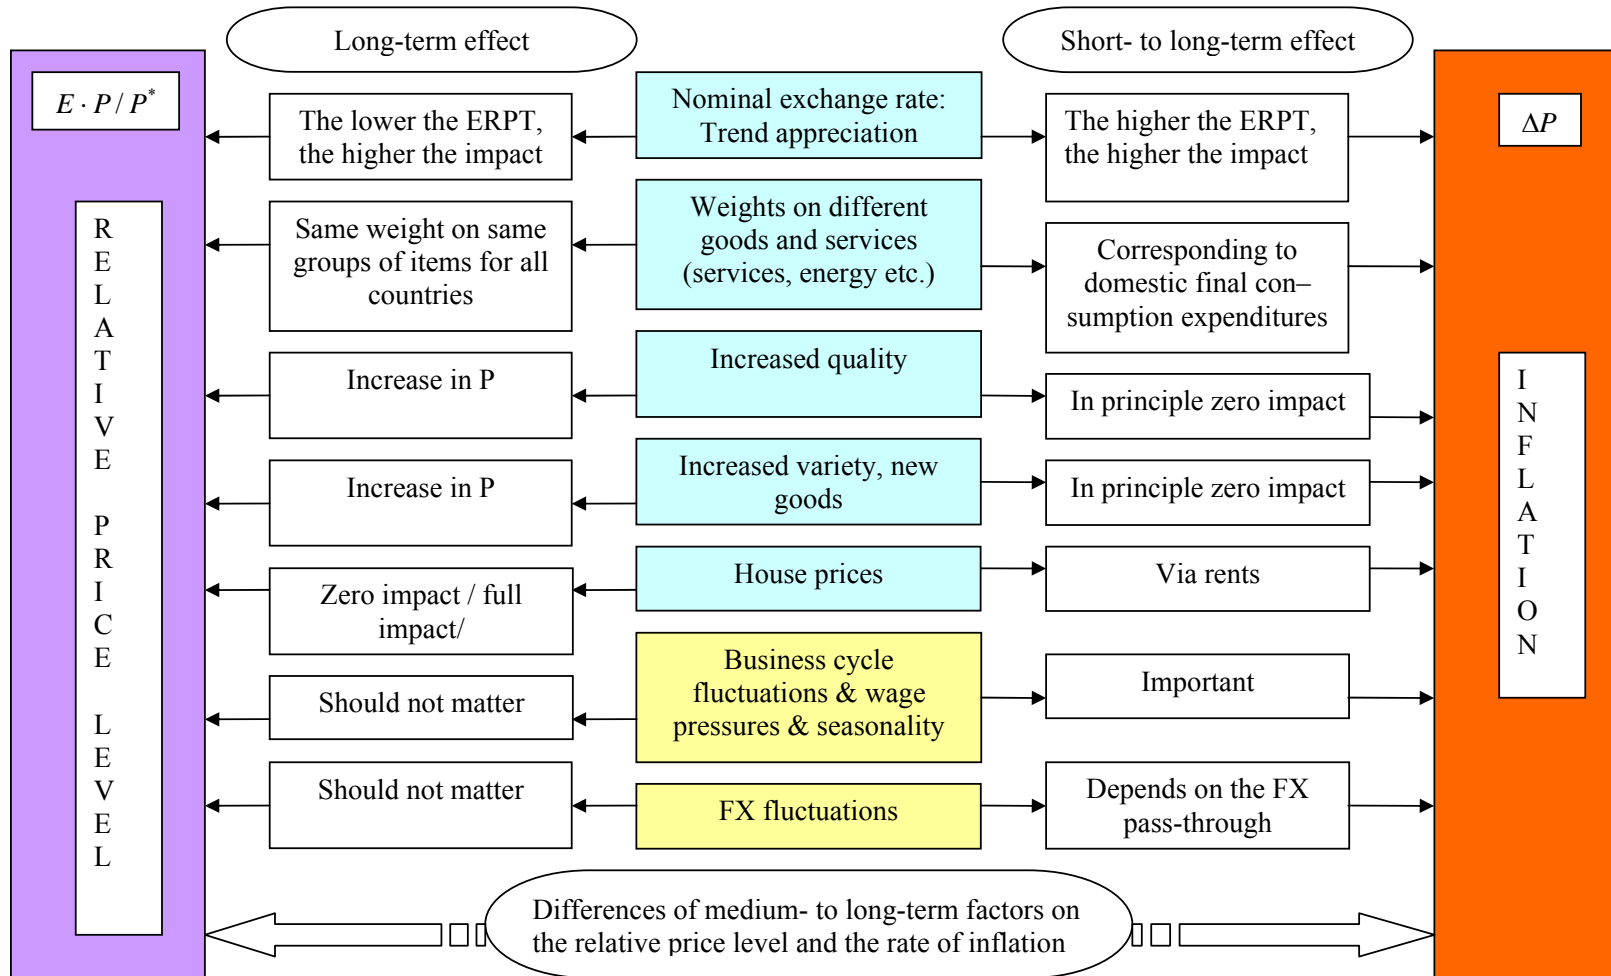 Long-term effect
Short- to long-term effect
E · P / P*
The lower the ERPT,
the higher the impact
Nominal exchange rate:
Trend appreciation
The higher the ERPT,
the higher the impact
ΔP
RELATIVE PRICE LEVEL
Same weight on same
groups of items for all
countries
Weights on different
goods and services
(services, energy etc.)
Corresponding to
domestic final con–
sumption expenditures
Increase in P
Increased quality
In principle zero impact
INFLATION
Increase in P
Increased variety, new
goods
In principle zero impact
Zero impact / full
impact/
House prices
Via rents
Should not matter
Business cycle
fluctuations & wage
pressures & seasonality
Important
Should not matter
FX fluctuations
Depends on the FX
pass-through
Differences of medium- to long-term factors on
the relative price level and the rate of inflation